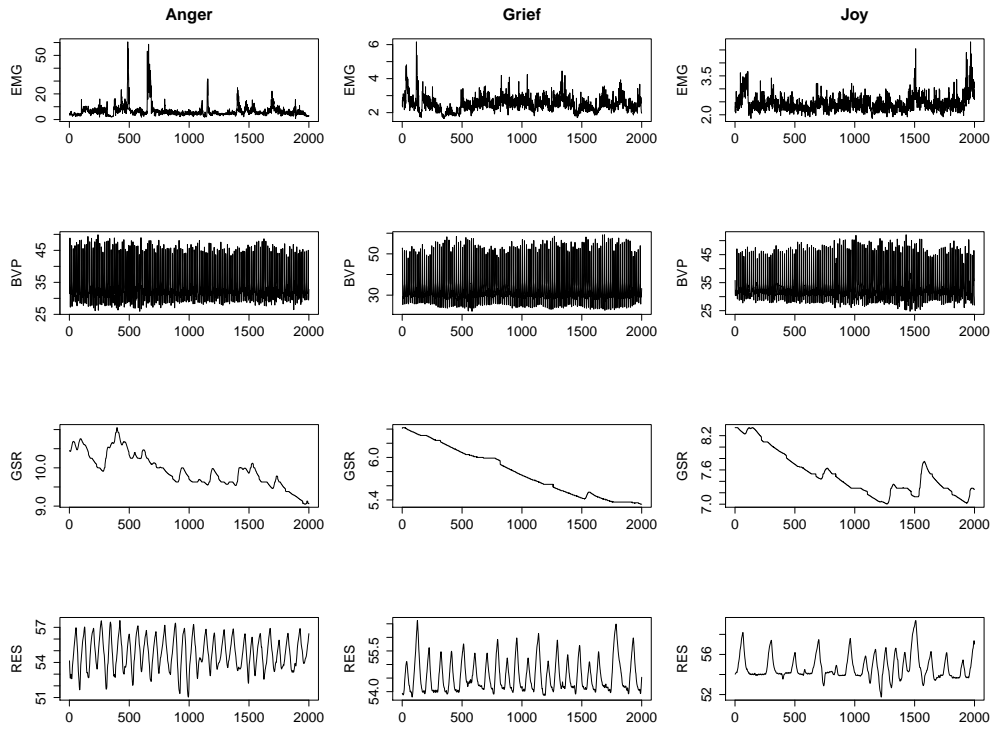 Anger Grief Joy
EMG 0 20 50 0 500 1000 1500 2000
EMG 2 4 6 0 500 1000 1500 2000
EMG 2.0 3.5 0 500 1000 1500 2000
BVP 25 35 45 0 500 1000 1500 2000
BVP 30 50 0 500 1000 1500 2000
BVP 25 35 45 0 500 1000 1500 2000
GSR 9.0 10.0 0 500 1000 1500 2000
GSR 5.4 6.0 0 500 1000 1500 2000
GSR 7.0 7.6 8.2 0 500 1000 1500 2000
RES 51 54 57 0 500 1000 1500 2000
RES 54.0 55.5 0 500 1000 1500 2000
RES 52 56 0 500 1000 1500 2000